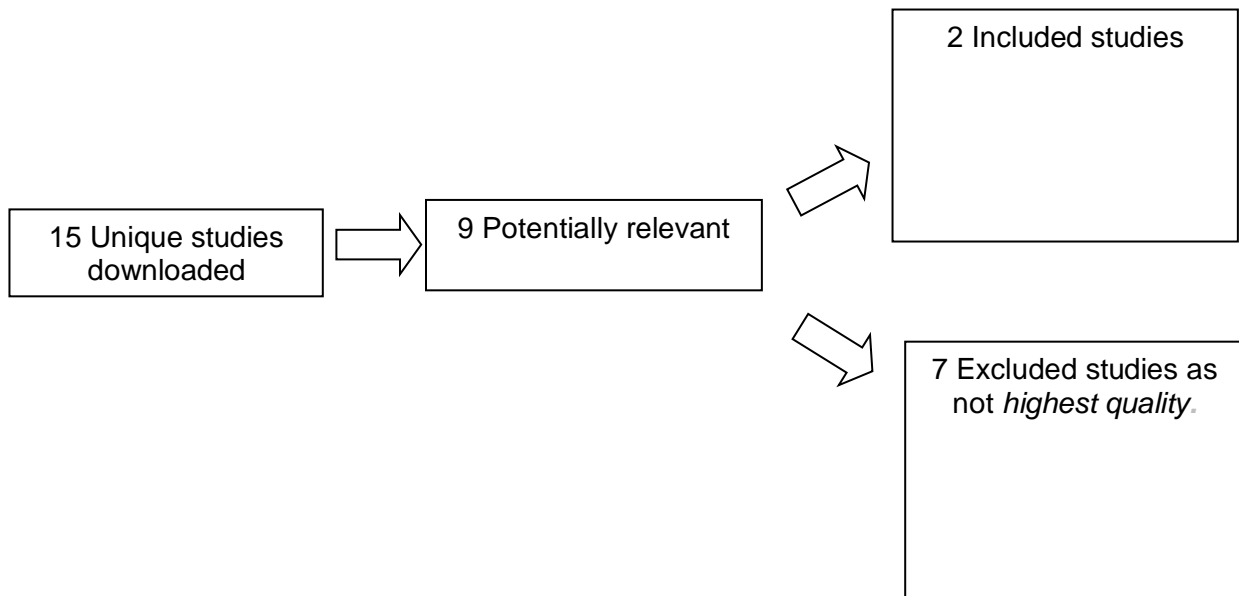 15 Unique studies
downloaded
9 Potentially relevant
2 Included studies
7 Excluded studies as
not highest quality.